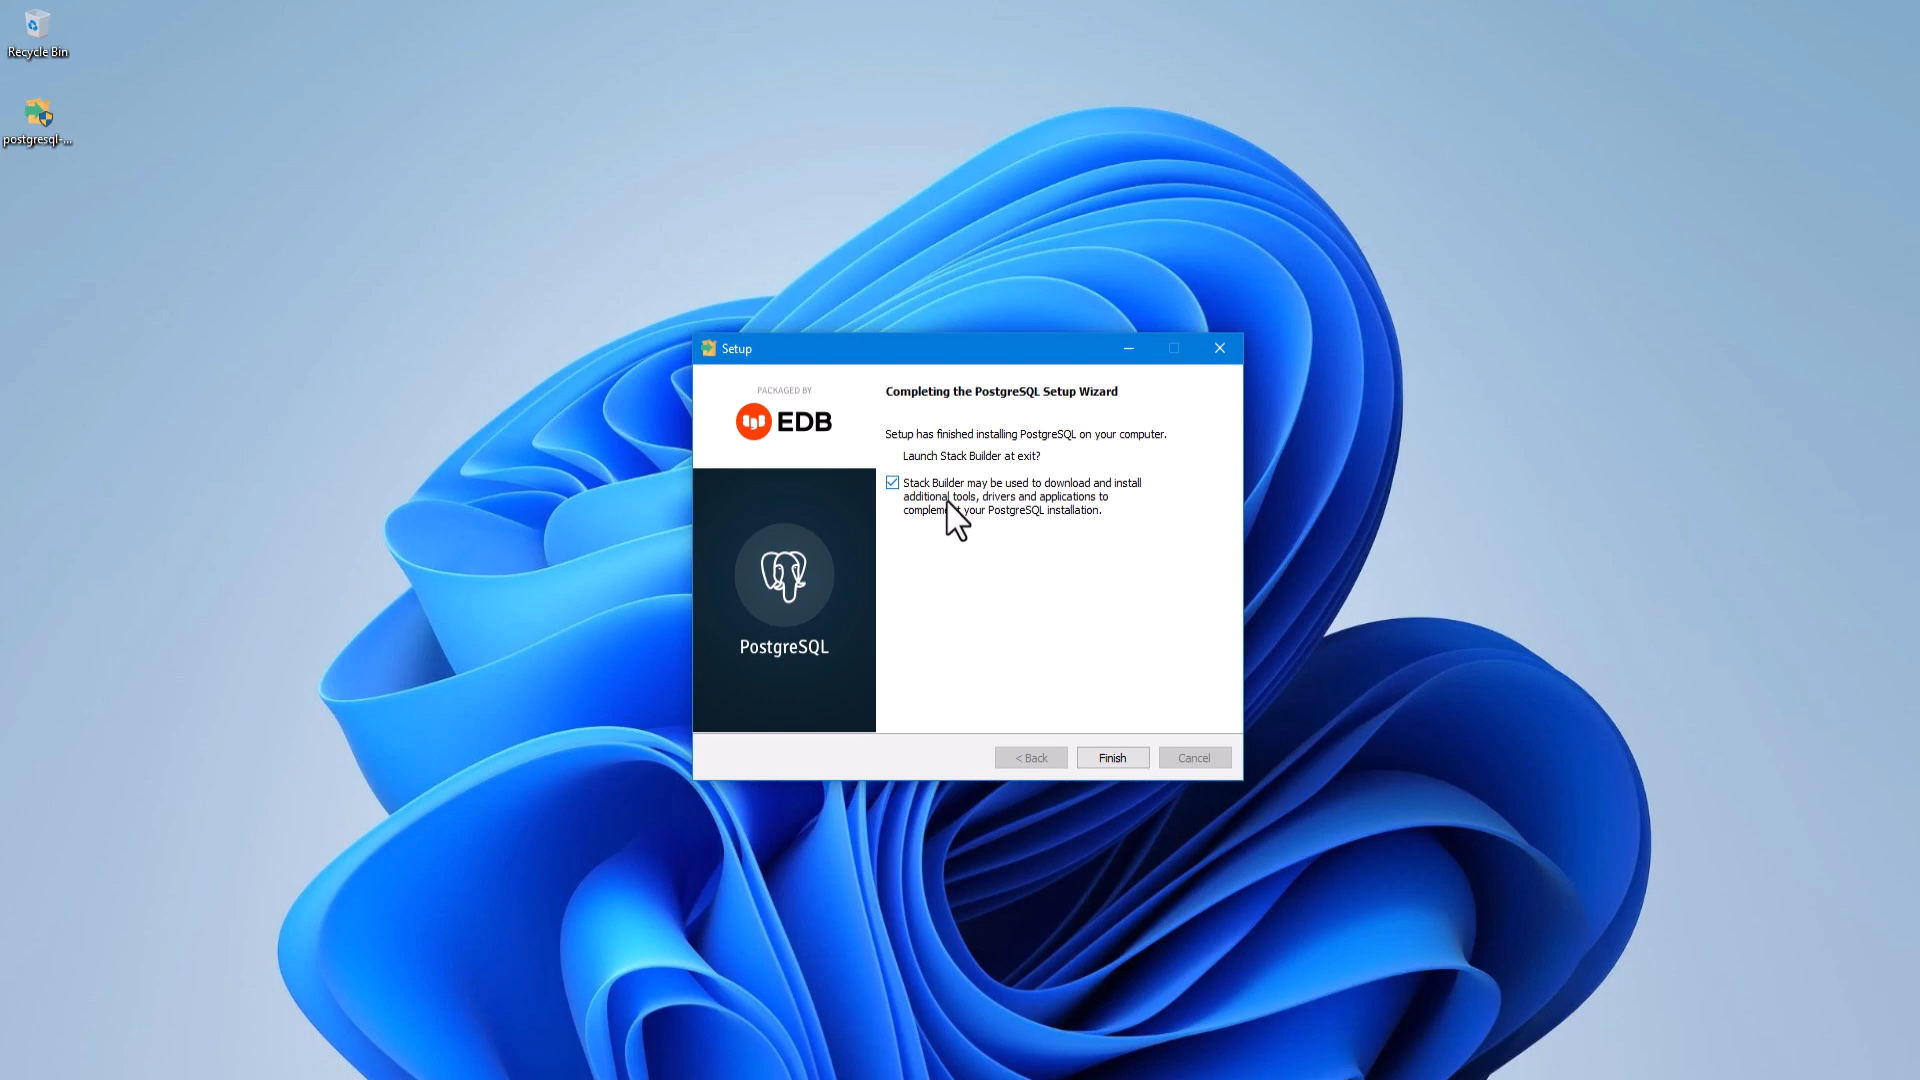 Recycle Bin
postgresql-...
Setup
PACKAGED BY
EDB
PostgreSQL
Completing the PostgreSQL Setup Wizard
Setup has finished installing PostgreSQL on your computer.
Launch Stack Builder at exit?
Stack Builder may be used to download and install
additional tools, drivers and applications to
complement your PostgreSQL installation.
< Back
Finish
Cancel